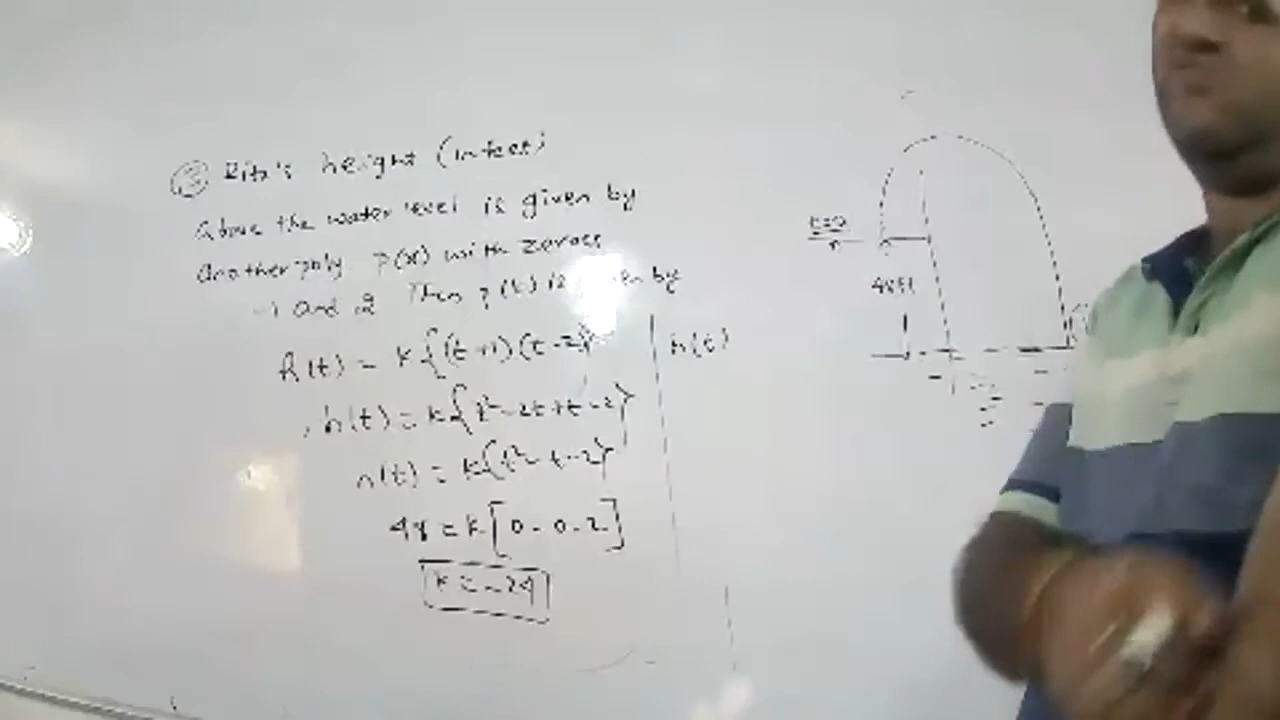 ③ Rita's height (in feet)
above the water level is given by
another poly p(x) with zeroes
-1 and 2 Then p(t) is given by
h(t) = k{(t+1)(t-2)}
h(t) = k{t²-2t+t-2}
h(t) = k{t²-t-2}
48 = k[0-0-2]
k = -24
h(t)
t=0
48ft